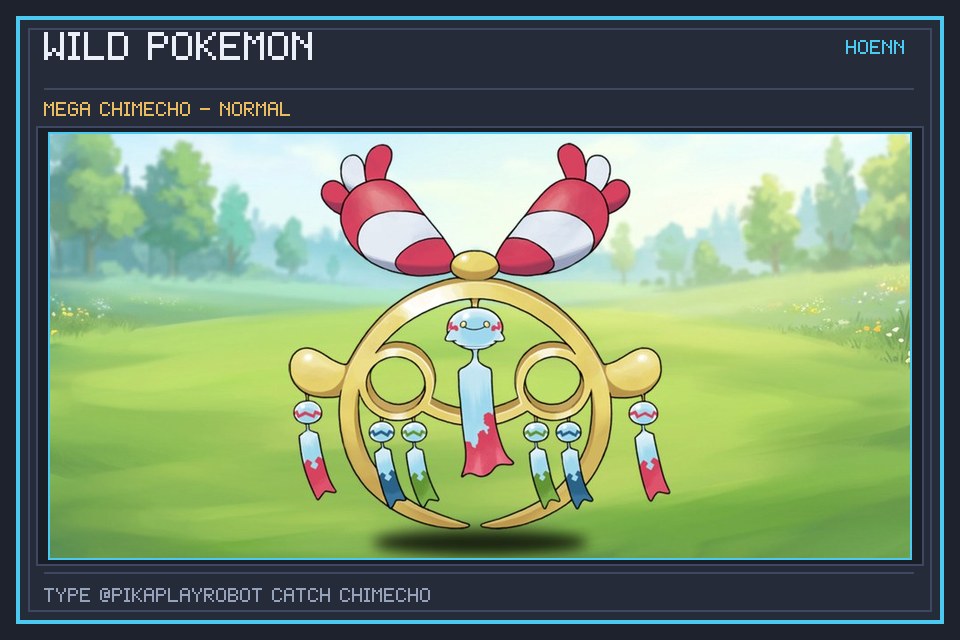 WILD POKEMON
HOENN
MEGA CHIMECHO - NORMAL
TYPE @PIKAPLAYROBOT CATCH CHIMECHO